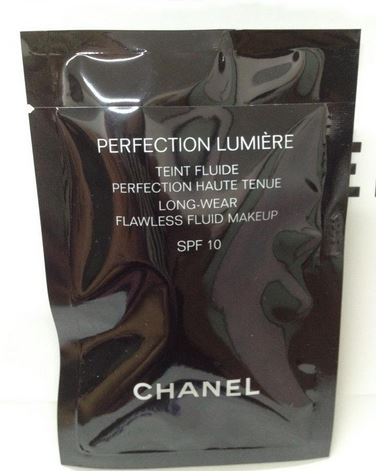 PERFECTION LUMIÈRE
TEINT FLUIDE
PERFECTION HAUTE TENUE
LONG-WEAR
FLAWLESS FLUID MAKEUP
SPF 10
CHANEL